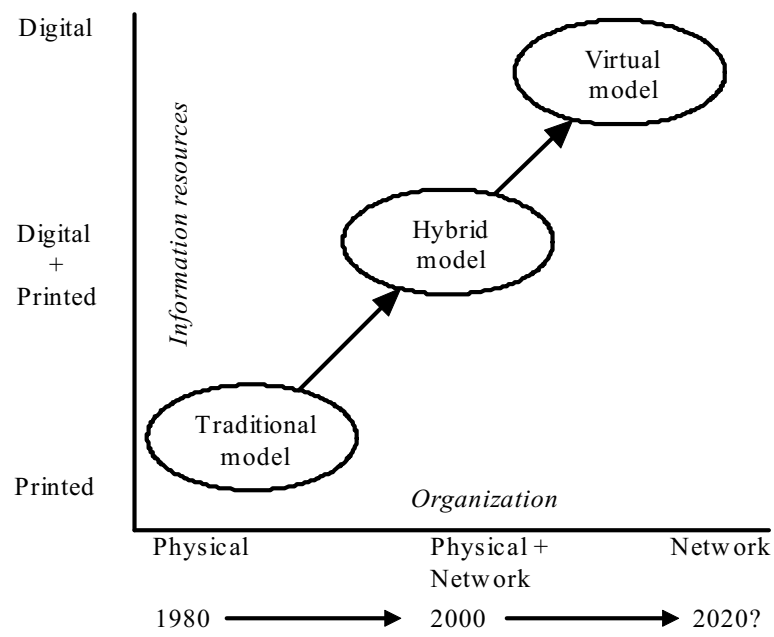 Digital
Virtual
model
Information resources
Digital
+
Printed
Hybrid
model
Traditional
model
Printed
Organization
Physical
Physical +
Network
Network
1980
2000
2020?